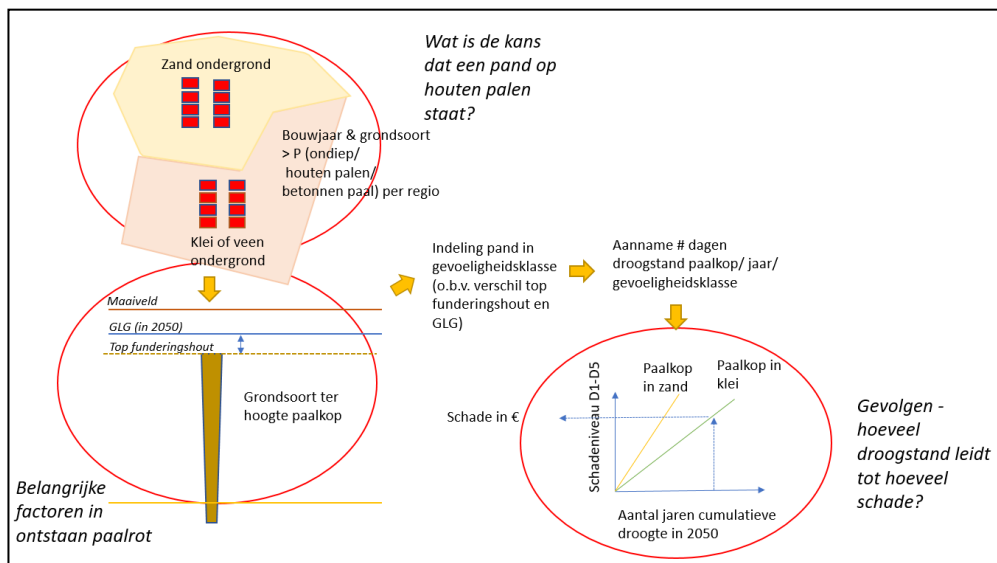 Zand ondergrond
Wat is de kans
dat een pand op
houten palen
staat?
Bouwjaar & grondsoort
> P (ondiep/
houten palen/
betonnen paal) per regio
Klei of veen
ondergrond
Indeling pand in
gevoeligheidsklasse
(o.b.v. verschil top
funderingshout en
GLG)
Aanname # dagen
droogstand paalkop/ jaar/
gevoeligheidsklasse
Maaiveld
GLG (in 2050)
Top funderingshout
Grondsoort ter
hoogte paalkop
Belangrijke
factoren in
ontstaan paalrot
Schade in €
Schadeniveau D1-D5
Paalkop
in zand
Paalkop in
klei
Aantal jaren cumulatieve
droogte in 2050
Gevolgen -
hoeveel
droogstand leidt
tot hoeveel
schade?